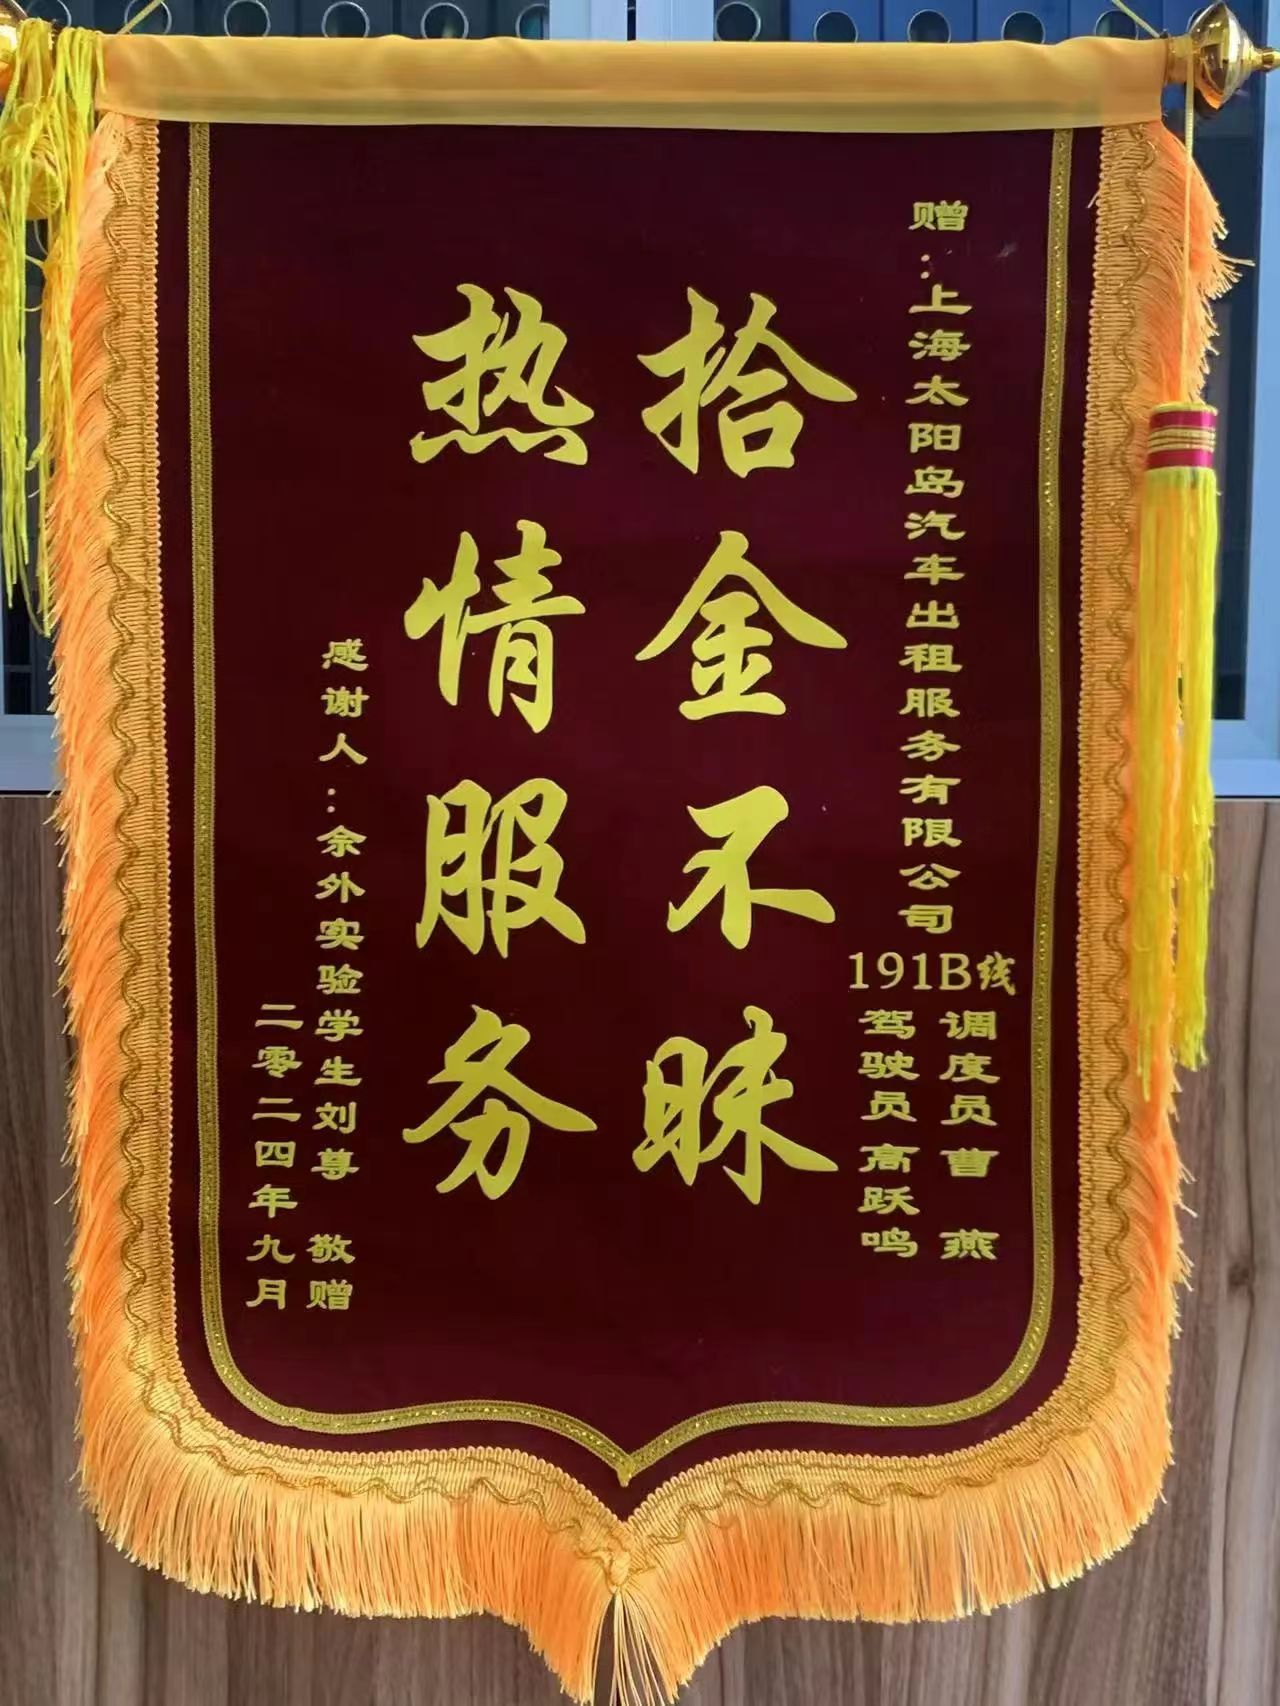 赠：上海太阳岛汽车出租服务有限公司
191B线
调度员曹 燕
驾驶员高跃鸣
拾金不昧
热情服务
感谢人：余外实验学生刘尊 敬赠
二零二四年九月